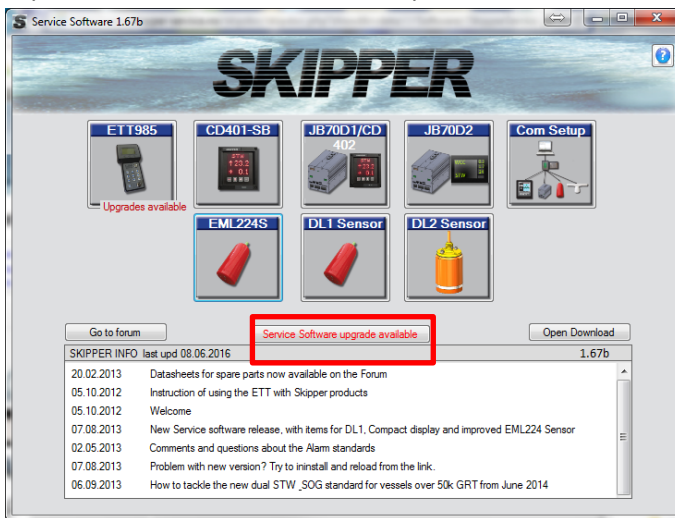 Service Software 1.67b
SKIPPER
ETT985
CD401-SB
JB70D1/CD
402
JB70D2
Com Setup
Upgrades available
EML224S
DL1 Sensor
DL2 Sensor
Go to forum
Service Software upgrade available
Open Download
SKIPPER INFO last upd 08.06.2016 1.67b
20.02.2013 Datasheets for spare parts now available on the Forum
05.10.2012 Instruction of using the ETT with Skipper products
05.10.2012 Welcome
07.08.2013 New Service software release, with items for DL1, Compact display and improved EML224 Sensor
02.05.2013 Comments and questions about the Alarm standards
07.08.2013 Problem with new version? Try to ininstall and reload from the link.
06.09.2013 How to tackle the new dual STW _SOG standard for vessels over 50k GRT from June 2014